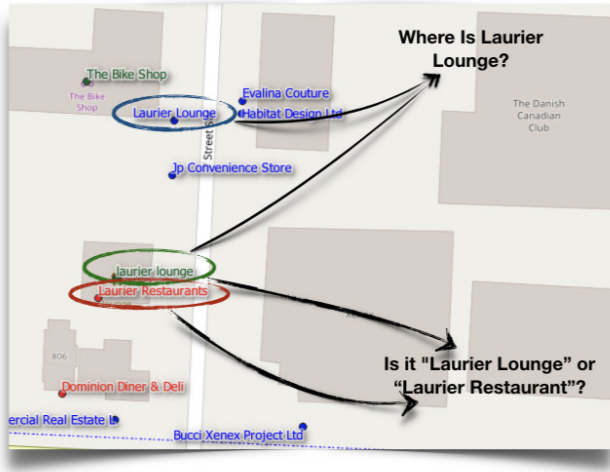 Where Is Laurier
Lounge?
The Bike Shop
The Bike
Shop
Evalina Couture
Laurier Lounge
Habitat Design Ltd
The Danish
Canadian
Club
Street S
Jp Convenience Store
laurier lounge
Laurier Restaurants
806
Is it "Laurier Lounge" or
“Laurier Restaurant”?
Dominion Diner & Deli
ercial Real Estate L
Bucci Xenex Project Ltd